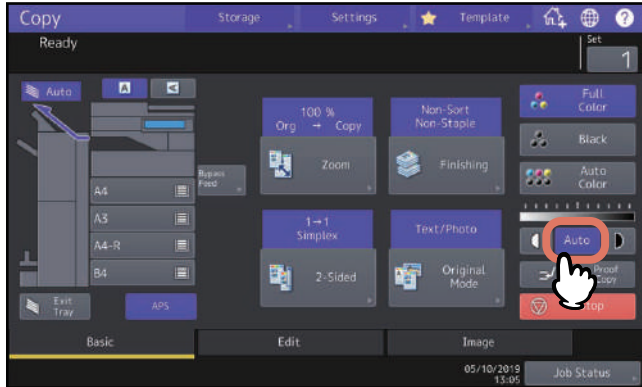 Copy
Storage
Settings
Template
?
Ready
Set
1
Auto
A
A
100 %
Org → Copy
Non-Sort
Non-Staple
Full
Color
Zoom
Finishing
Black
Bypass
Feed
Auto
Color
A4
A3
A4-R
B4
1→1
Simplex
Text/Photo
Auto
2-Sided
Original
Mode
Proof
Copy
Exit
Tray
APS
Basic
Edit
Image
05/10/2019
13:05
Job Status